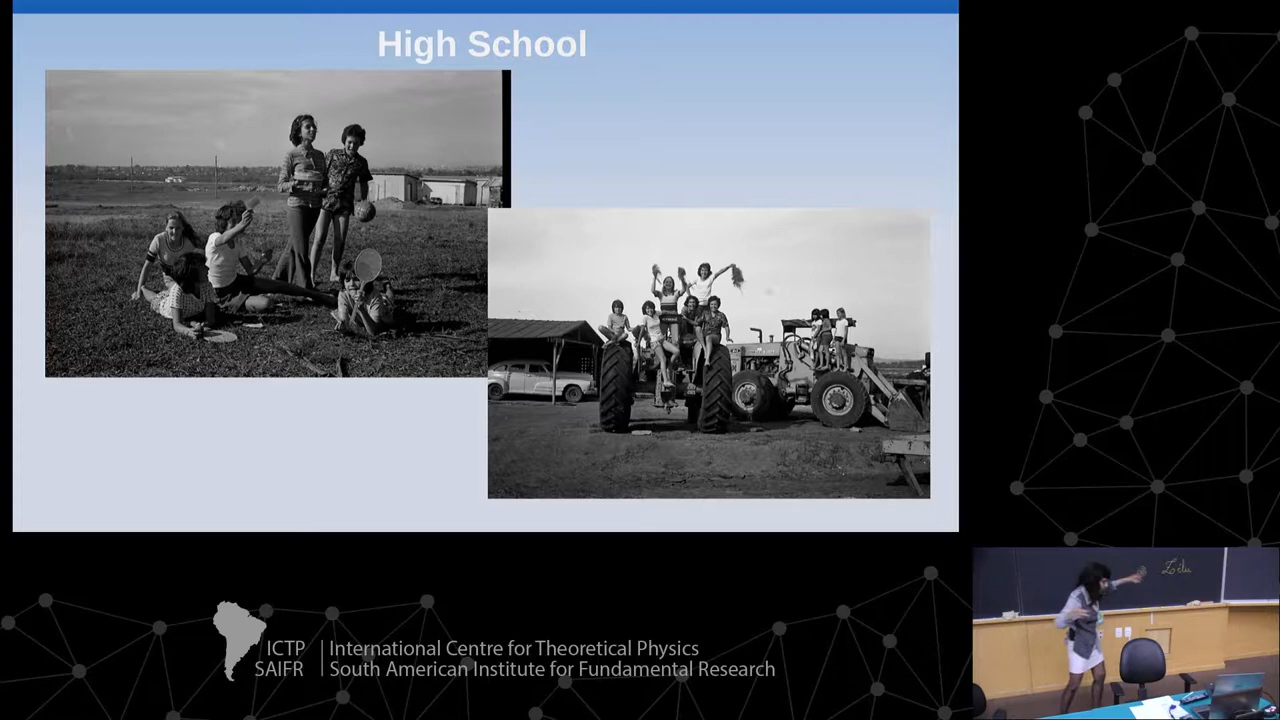 High School
ICTP
SAIFR
International Centre for Theoretical Physics
South American Institute for Fundamental Research